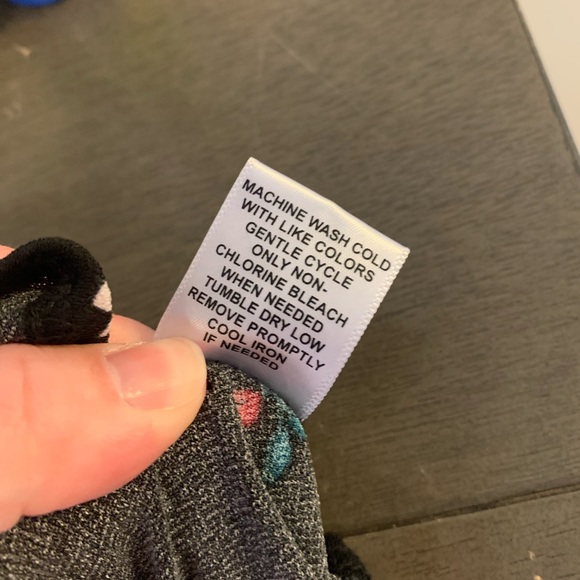 MACHINE WASH COLD
WITH LIKE COLORS
GENTLE CYCLE
ONLY NON-
CHLORINE BLEACH
WHEN NEEDED
TUMBLE DRY LOW
REMOVE PROMPTLY
COOL IRON
IF NEEDED